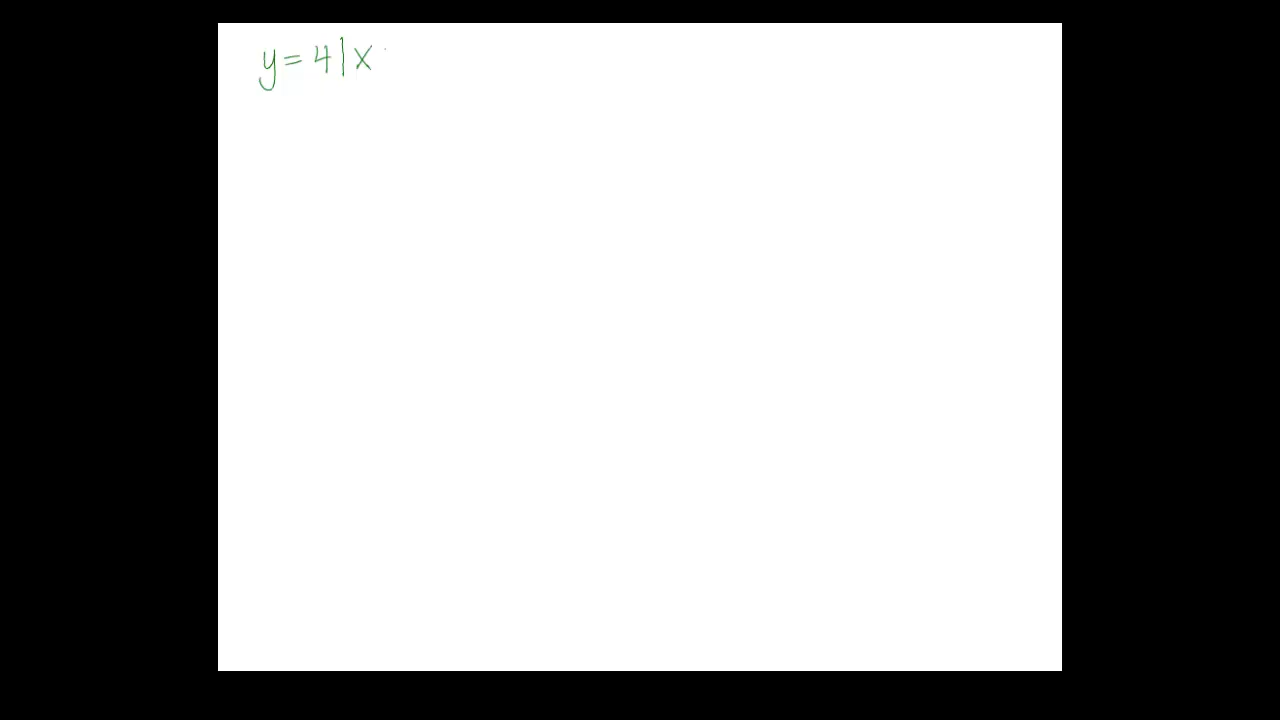 y = 4|x